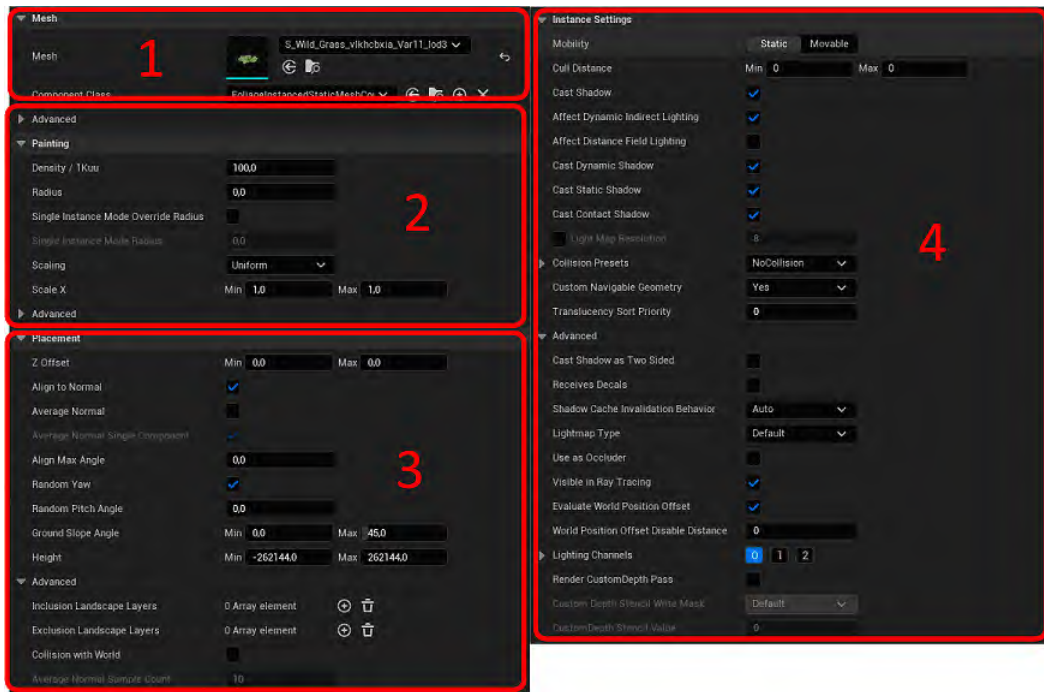 Mesh
1
Mesh
S_Wild_Grass_vlkhcbxia_Var11_lod3
Component Class
FoliageInstancedStaticMeshCo
Advanced
Painting
Density / 1Kuu 100,0
Radius 0,0
2
Single Instance Mode Override Radius
Single Instance Mode Radius 0,0
Scaling Uniform
Scale X Min 1,0 Max 1,0
Advanced
Placement
Z Offset Min 0,0 Max 0,0
Align to Normal
Average Normal
Average Normal Single Component
Align Max Angle 0,0
3
Random Yaw
Random Pitch Angle 0,0
Ground Slope Angle Min 0,0 Max 45,0
Height Min -262144,0 Max 262144,0
Advanced
Inclusion Landscape Layers 0 Array element
Exclusion Landscape Layers 0 Array element
Collision with World
Average Normal Sample Count 10
Instance Settings
Mobility Static Movable
Cull Distance Min 0 Max 0
Cast Shadow
Affect Dynamic Indirect Lighting
Affect Distance Field Lighting
Cast Dynamic Shadow
Cast Static Shadow
Cast Contact Shadow
4
Light Map Resolution 8
Collision Presets NoCollision
Custom Navigable Geometry Yes
Translucency Sort Priority 0
Advanced
Cast Shadow as Two Sided
Receives Decals
Shadow Cache Invalidation Behavior Auto
Lightmap Type Default
Use as Occluder
Visible in Ray Tracing
Evaluate World Position Offset
World Position Offset Disable Distance 0
Lighting Channels 0 1 2
Render CustomDepth Pass
Custom Depth Stencil Write Mask Default
CustomDepth Stencil Value 0